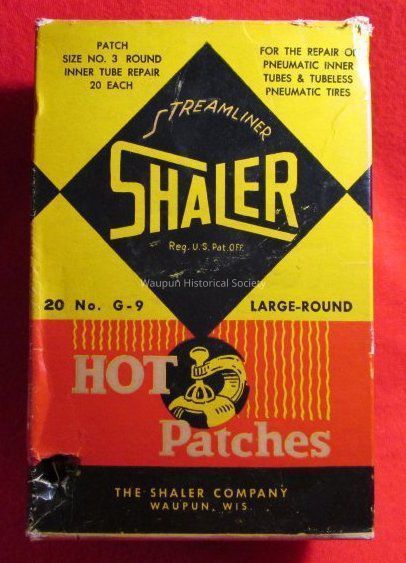 PATCH
SIZE NO. 3 ROUND
INNER TUBE REPAIR
20 EACH
FOR THE REPAIR OF
PNEUMATIC INNER
TUBES & TUBELESS
PNEUMATIC TIRES
STREAMLINER
SHALER
Reg. U.S. Pat. OFF.
Waupun Historical Society
20 No. G-9
LARGE-ROUND
HOT
Patches
THE SHALER COMPANY
WAUPUN, WIS.